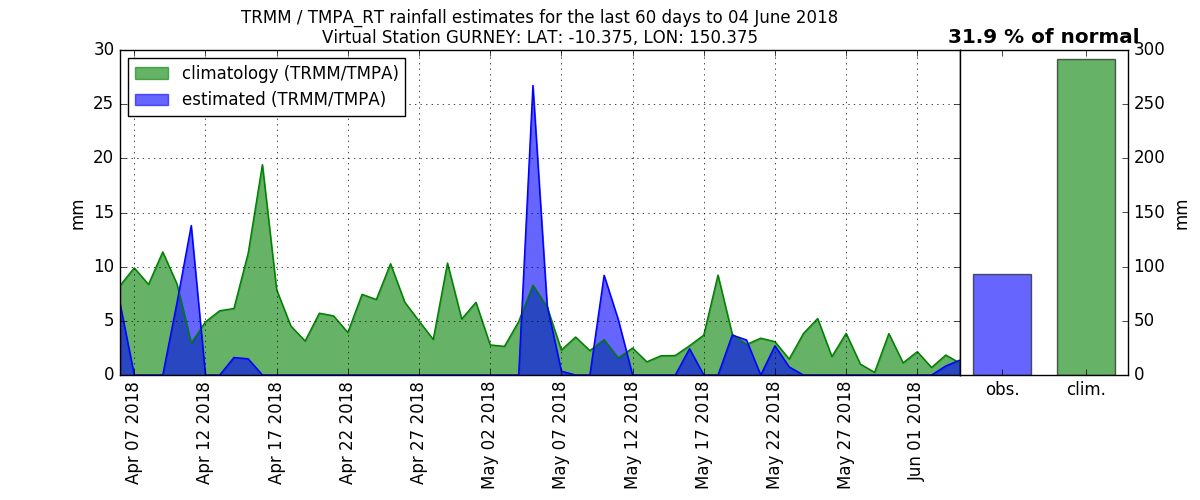 TRMM / TMPA_RT rainfall estimates for the last 60 days to 04 June 2018
Virtual Station GURNEY: LAT: -10.375, LON: 150.375
31.9 % of normal
climatology (TRMM/TMPA)
estimated (TRMM/TMPA)
30
25
20
15
10
5
0
mm
Apr 07 2018
Apr 12 2018
Apr 17 2018
Apr 22 2018
Apr 27 2018
May 02 2018
May 07 2018
May 12 2018
May 17 2018
May 22 2018
May 27 2018
Jun 01 2018
obs.
clim.
300
250
200
150
100
50
0
mm